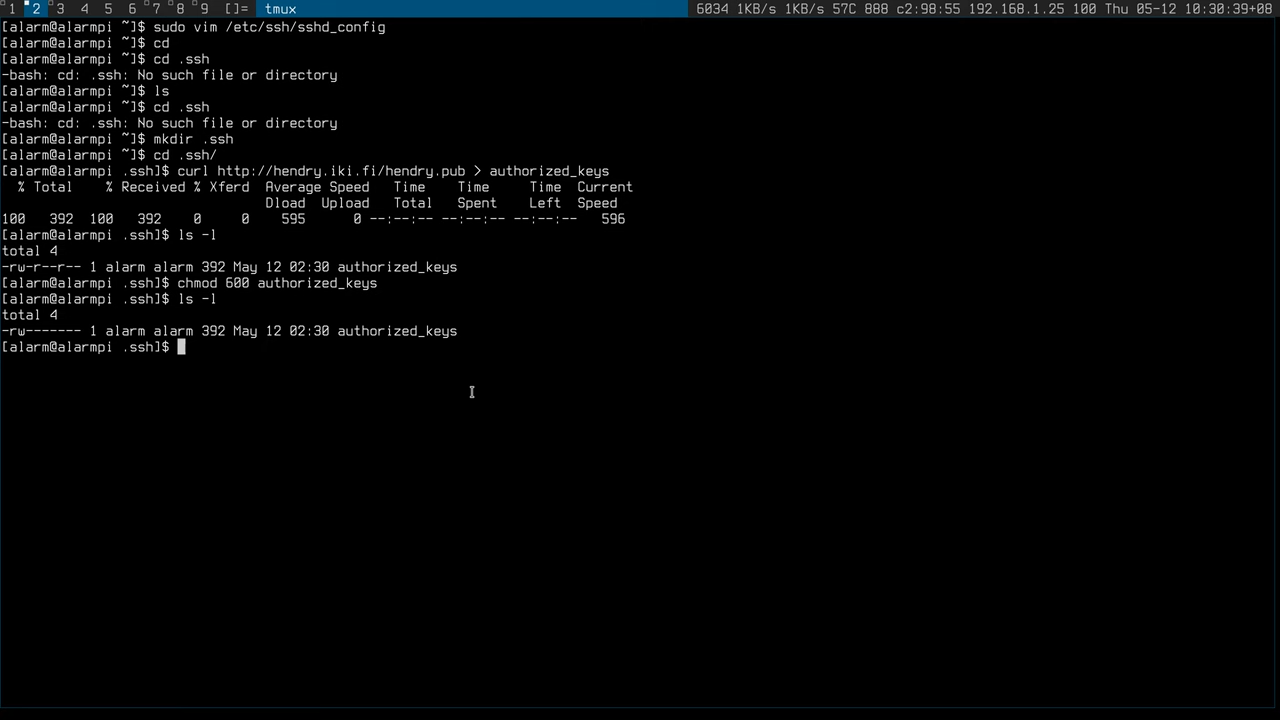 1 2 3 4 5 6 7 8 9 []= tmux 6034 1KB/s 1KB/s 57C 888 c2:98:55 192.168.1.25 100 Thu 05-12 10:30:39+08
[alarm@alarmpi ~]$ sudo vim /etc/ssh/sshd_config
[alarm@alarmpi ~]$ cd
[alarm@alarmpi ~]$ cd .ssh
-bash: cd: .ssh: No such file or directory
[alarm@alarmpi ~]$ ls
[alarm@alarmpi ~]$ cd .ssh
-bash: cd: .ssh: No such file or directory
[alarm@alarmpi ~]$ mkdir .ssh
[alarm@alarmpi ~]$ cd .ssh/
[alarm@alarmpi .ssh]$ curl http://hendry.iki.fi/hendry.pub > authorized_keys
  % Total    % Received % Xferd  Average Speed   Time    Time     Time  Current
                                 Dload  Upload   Total   Spent    Left  Speed
100   392  100   392    0     0    595      0 --:--:-- --:--:-- --:--:--   596
[alarm@alarmpi .ssh]$ ls -l
total 4
-rw-r--r-- 1 alarm alarm 392 May 12 02:30 authorized_keys
[alarm@alarmpi .ssh]$ chmod 600 authorized_keys
[alarm@alarmpi .ssh]$ ls -l
total 4
-rw------- 1 alarm alarm 392 May 12 02:30 authorized_keys
[alarm@alarmpi .ssh]$